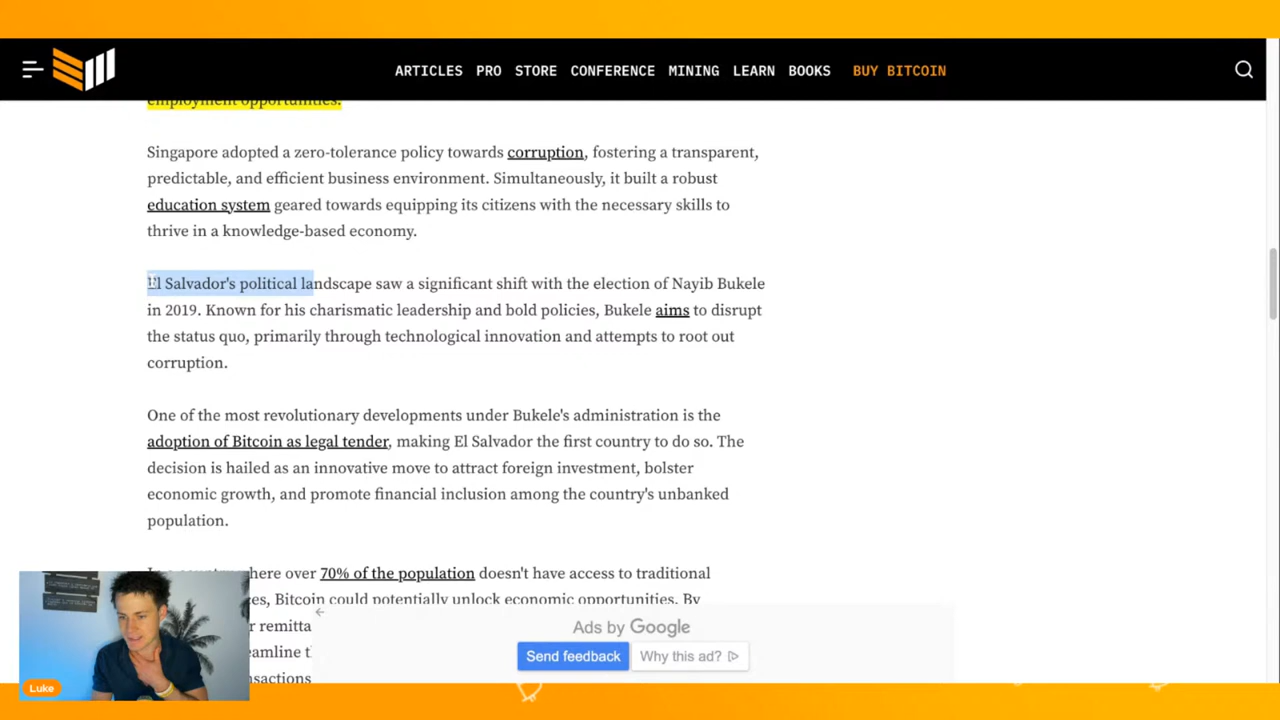 ARTICLES PRO STORE CONFERENCE MINING LEARN BOOKS BUY BITCOIN
employment opportunities.
Singapore adopted a zero-tolerance policy towards corruption, fostering a transparent,
predictable, and efficient business environment. Simultaneously, it built a robust
education system geared towards equipping its citizens with the necessary skills to
thrive in a knowledge-based economy.
El Salvador's political landscape saw a significant shift with the election of Nayib Bukele
in 2019. Known for his charismatic leadership and bold policies, Bukele aims to disrupt
the status quo, primarily through technological innovation and attempts to root out
corruption.
One of the most revolutionary developments under Bukele's administration is the
adoption of Bitcoin as legal tender, making El Salvador the first country to do so. The
decision is hailed as an innovative move to attract foreign investment, bolster
economic growth, and promote financial inclusion among the country's unbanked
population.
where over 70% of the population doesn't have access to traditional
Bitcoin could potentially unlock economic opportunities. By
Ads by Google
Send feedback
Why this ad?
Luke